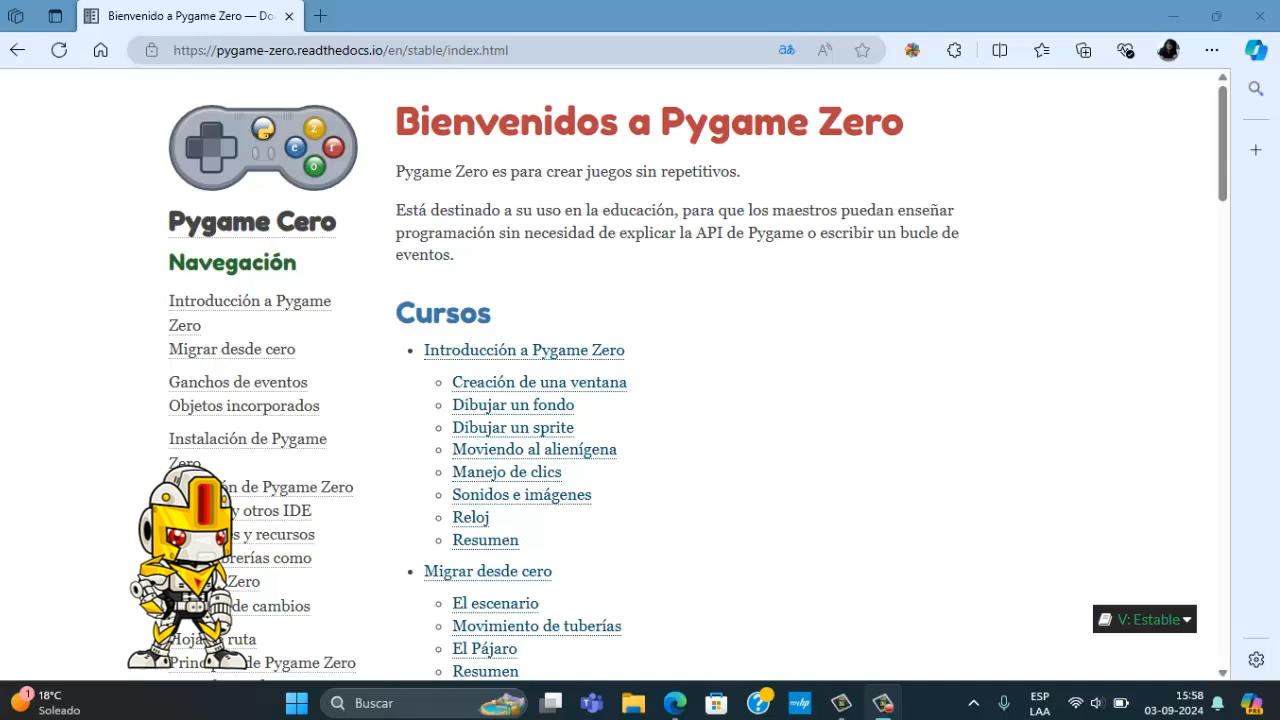 Bienvenido a Pygame Zero — Do
https://pygame-zero.readthedocs.io/en/stable/index.html
z
c
r
o
Pygame Cero
Navegación
Introducción a Pygame
Zero
Migrar desde cero
Ganchos de eventos
Objetos incorporados
Instalación de Pygame
Zero
de Pygame Zero
y otros IDE
s y recursos
como
Zero
de cambios
Hoja ruta
de Pygame Zero
Bienvenidos a Pygame Zero
Pygame Zero es para crear juegos sin repetitivos.
Está destinado a su uso en la educación, para que los maestros puedan enseñar
programación sin necesidad de explicar la API de Pygame o escribir un bucle de
eventos.
Cursos
Introducción a Pygame Zero
Creación de una ventana
Dibujar un fondo
Dibujar un sprite
Moviendo al alienígena
Manejo de clics
Sonidos e imágenes
Reloj
Resumen
Migrar desde cero
El escenario
Movimiento de tuberías
El Pájaro
Resumen
V: Estable
1
18°C
Soleado
Buscar
ESP
LAA
15:58
03-09-2024
PRE